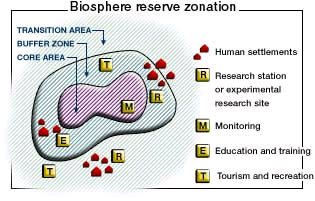 Biosphere reserve zonation
TRANSITION AREA
BUFFER ZONE
CORE AREA
T
R
M
E
R
T
Human settlements
R Research station
or experimental
research site
M Monitoring
E Education and training
T Tourism and recreation